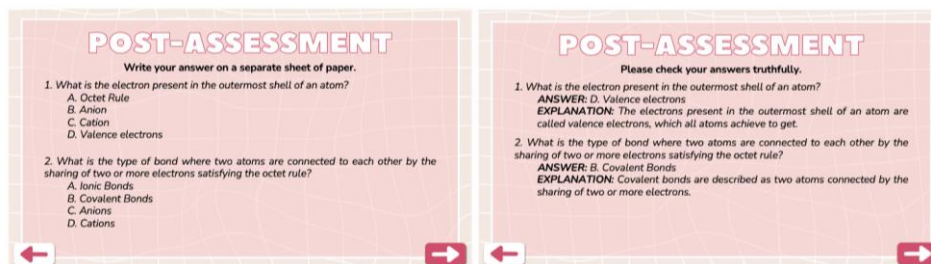 POST-ASSESSMENT
Write your answer on a separate sheet of paper.
1. What is the electron present in the outermost shell of an atom?
A. Octet Rule
B. Anion
C. Cation
D. Valence electrons
2. What is the type of bond where two atoms are connected to each other by the
sharing of two or more electrons satisfying the octet rule?
A. Ionic Bonds
B. Covalent Bonds
C. Anions
D. Cations
POST-ASSESSMENT
Please check your answers truthfully.
1. What is the electron present in the outermost shell of an atom?
ANSWER: D. Valence electrons
EXPLANATION: The electrons present in the outermost shell of an atom are
called valence electrons, which all atoms achieve to get.
2. What is the type of bond where two atoms are connected to each other by the
sharing of two or more electrons satisfying the octet rule?
ANSWER: B. Covalent Bonds
EXPLANATION: Covalent bonds are described as two atoms connected by the
sharing of two or more electrons.